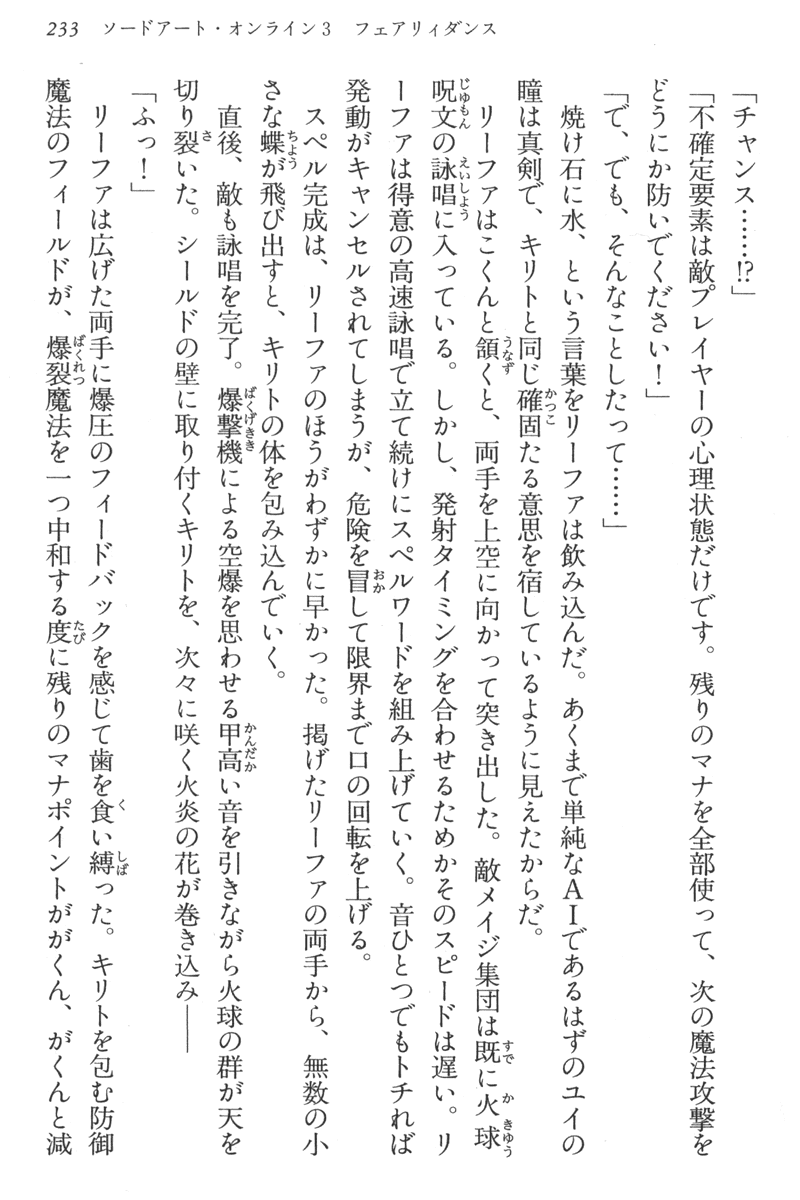 233 ソードアート・オンライン3 フェアリィダンス
「チャンス……!?」
「不確定要素は敵プレイヤーの心理状態だけです。残りのマナを全部使って、次の魔法攻撃を
どうにか防いでください！」
「で、でも、そんなことしたって……」
焼け石に水、という言葉をリーファは飲み込んだ。あくまで単純なＡＩであるはずのユイの
瞳は真剣で、キリトと同じ確固たる意思を宿しているように見えたからだ。
リーファはこくんと頷くと、両手を上空に向かって突き出した。敵メイジ集団は既に火球
呪文の詠唱に入っている。しかし、発射タイミングを合わせるためかそのスピードは遅い。リ
ーファは得意の高速詠唱で立て続けにスペルワードを組み上げていく。音ひとつでもトチれば
発動がキャンセルされてしまうが、危険を冒して限界まで口の回転を上げる。
スペル完成は、リーファのほうがわずかに早かった。掲げたリーファの両手から、無数の小
さな蝶が飛び出すと、キリトの体を包み込んでいく。
直後、敵も詠唱を完了。爆撃機による空爆を思わせる甲高い音を引きながら火球の群が天を
切り裂いた。シールドの壁に取り付くキリトを、次々に咲く火炎の花が巻き込み――
「ふっ！」
リーファは広げた両手に爆圧のフィードバックを感じて歯を食い縛った。キリトを包む防御
魔法のフィールドが、爆裂魔法を一つ中和する度に残りのマナポイントががくん、がくんと減